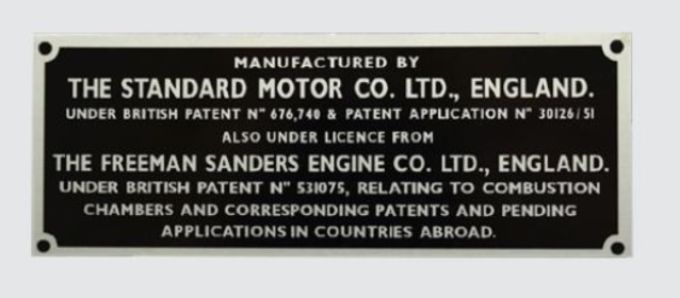 MANUFACTURED BY
THE STANDARD MOTOR CO. LTD., ENGLAND.
UNDER BRITISH PATENT Nº 676,740 & PATENT APPLICATION Nº 30126/51
ALSO UNDER LICENCE FROM
THE FREEMAN SANDERS ENGINE CO. LTD., ENGLAND.
UNDER BRITISH PATENT Nº 531075, RELATING TO COMBUSTION
CHAMBERS AND CORRESPONDING PATENTS AND PENDING
APPLICATIONS IN COUNTRIES ABROAD.